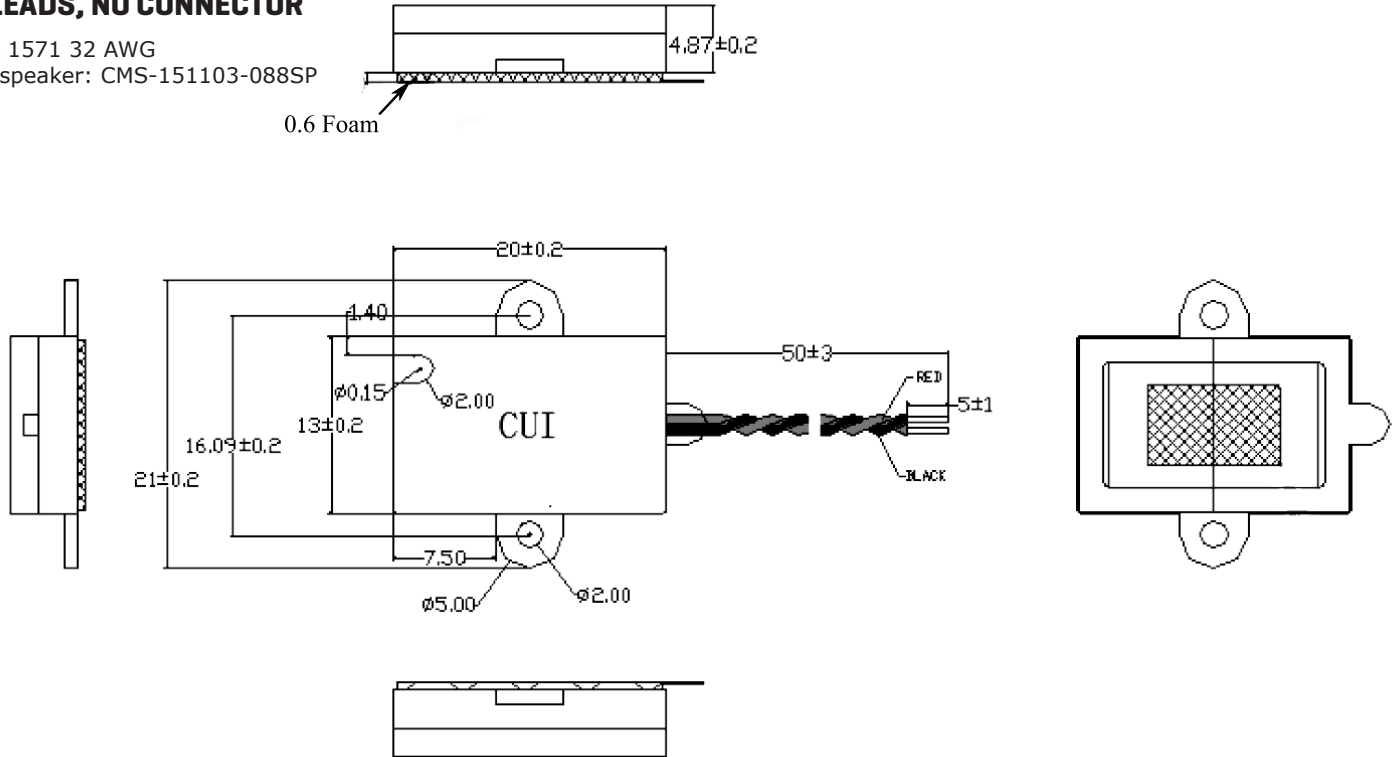 LEADS, NO CONNECTOR
1571 32 AWG
speaker: CMS-151103-088SP
4.87±0.2
0.6 Foam
20±0.2
1.40
50±3
RED
Ø0.15
Ø2.00
5±1
13±0.2
CUI
16.09±0.2
21±0.2
BLACK
7.50
Ø5.00
Ø2.00